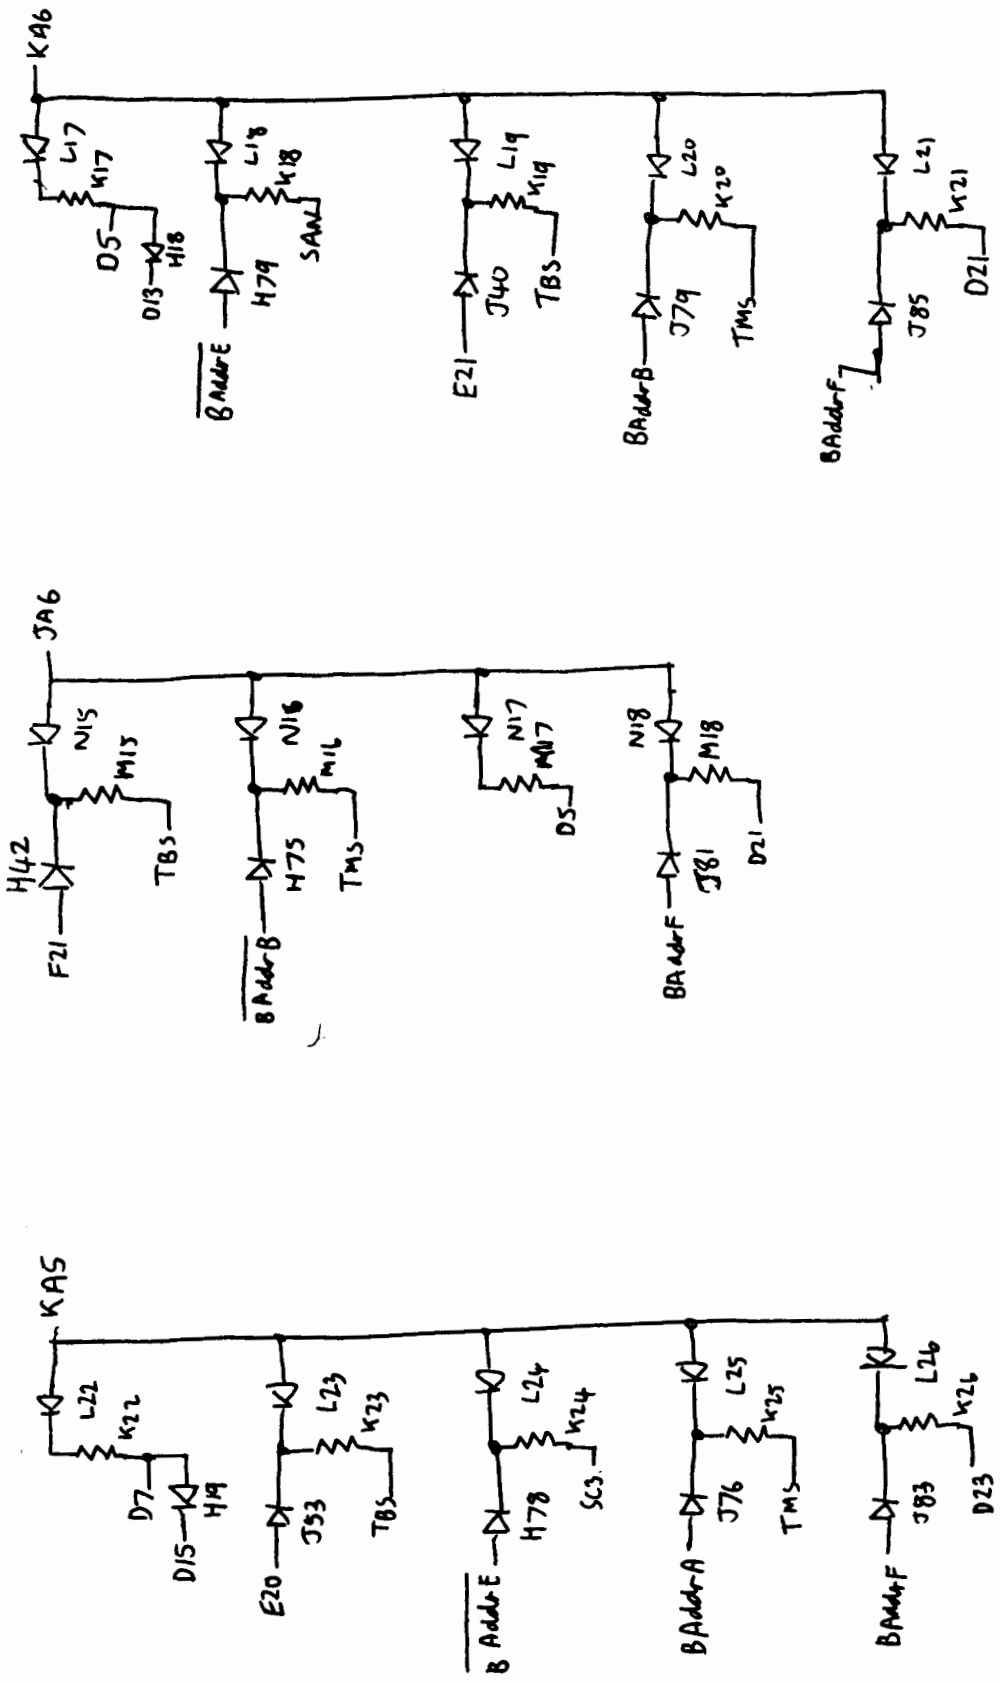 KA5
L22
K22
D7
D15
H19
L23
K23
E20
J53
TBS
L24
K24
B AddrE
H78
SC3
L25
K25
BAddrA
J76
TMS
L26
K26
BAddrF
J83
D23
JA6
N15
M15
F21
H42
TBS
N16
M16
B AddrB
H75
TMS
N17
M17
D5
N18
M18
BAddrF
J81
D21
KA6
L17
K17
D5
D13
H18
L18
K18
B AddrE
H79
SAN
L19
K19
E21
J40
TBS
L20
K20
BAddrB
J79
TMS
L21
K21
BAddrF
J85
D21